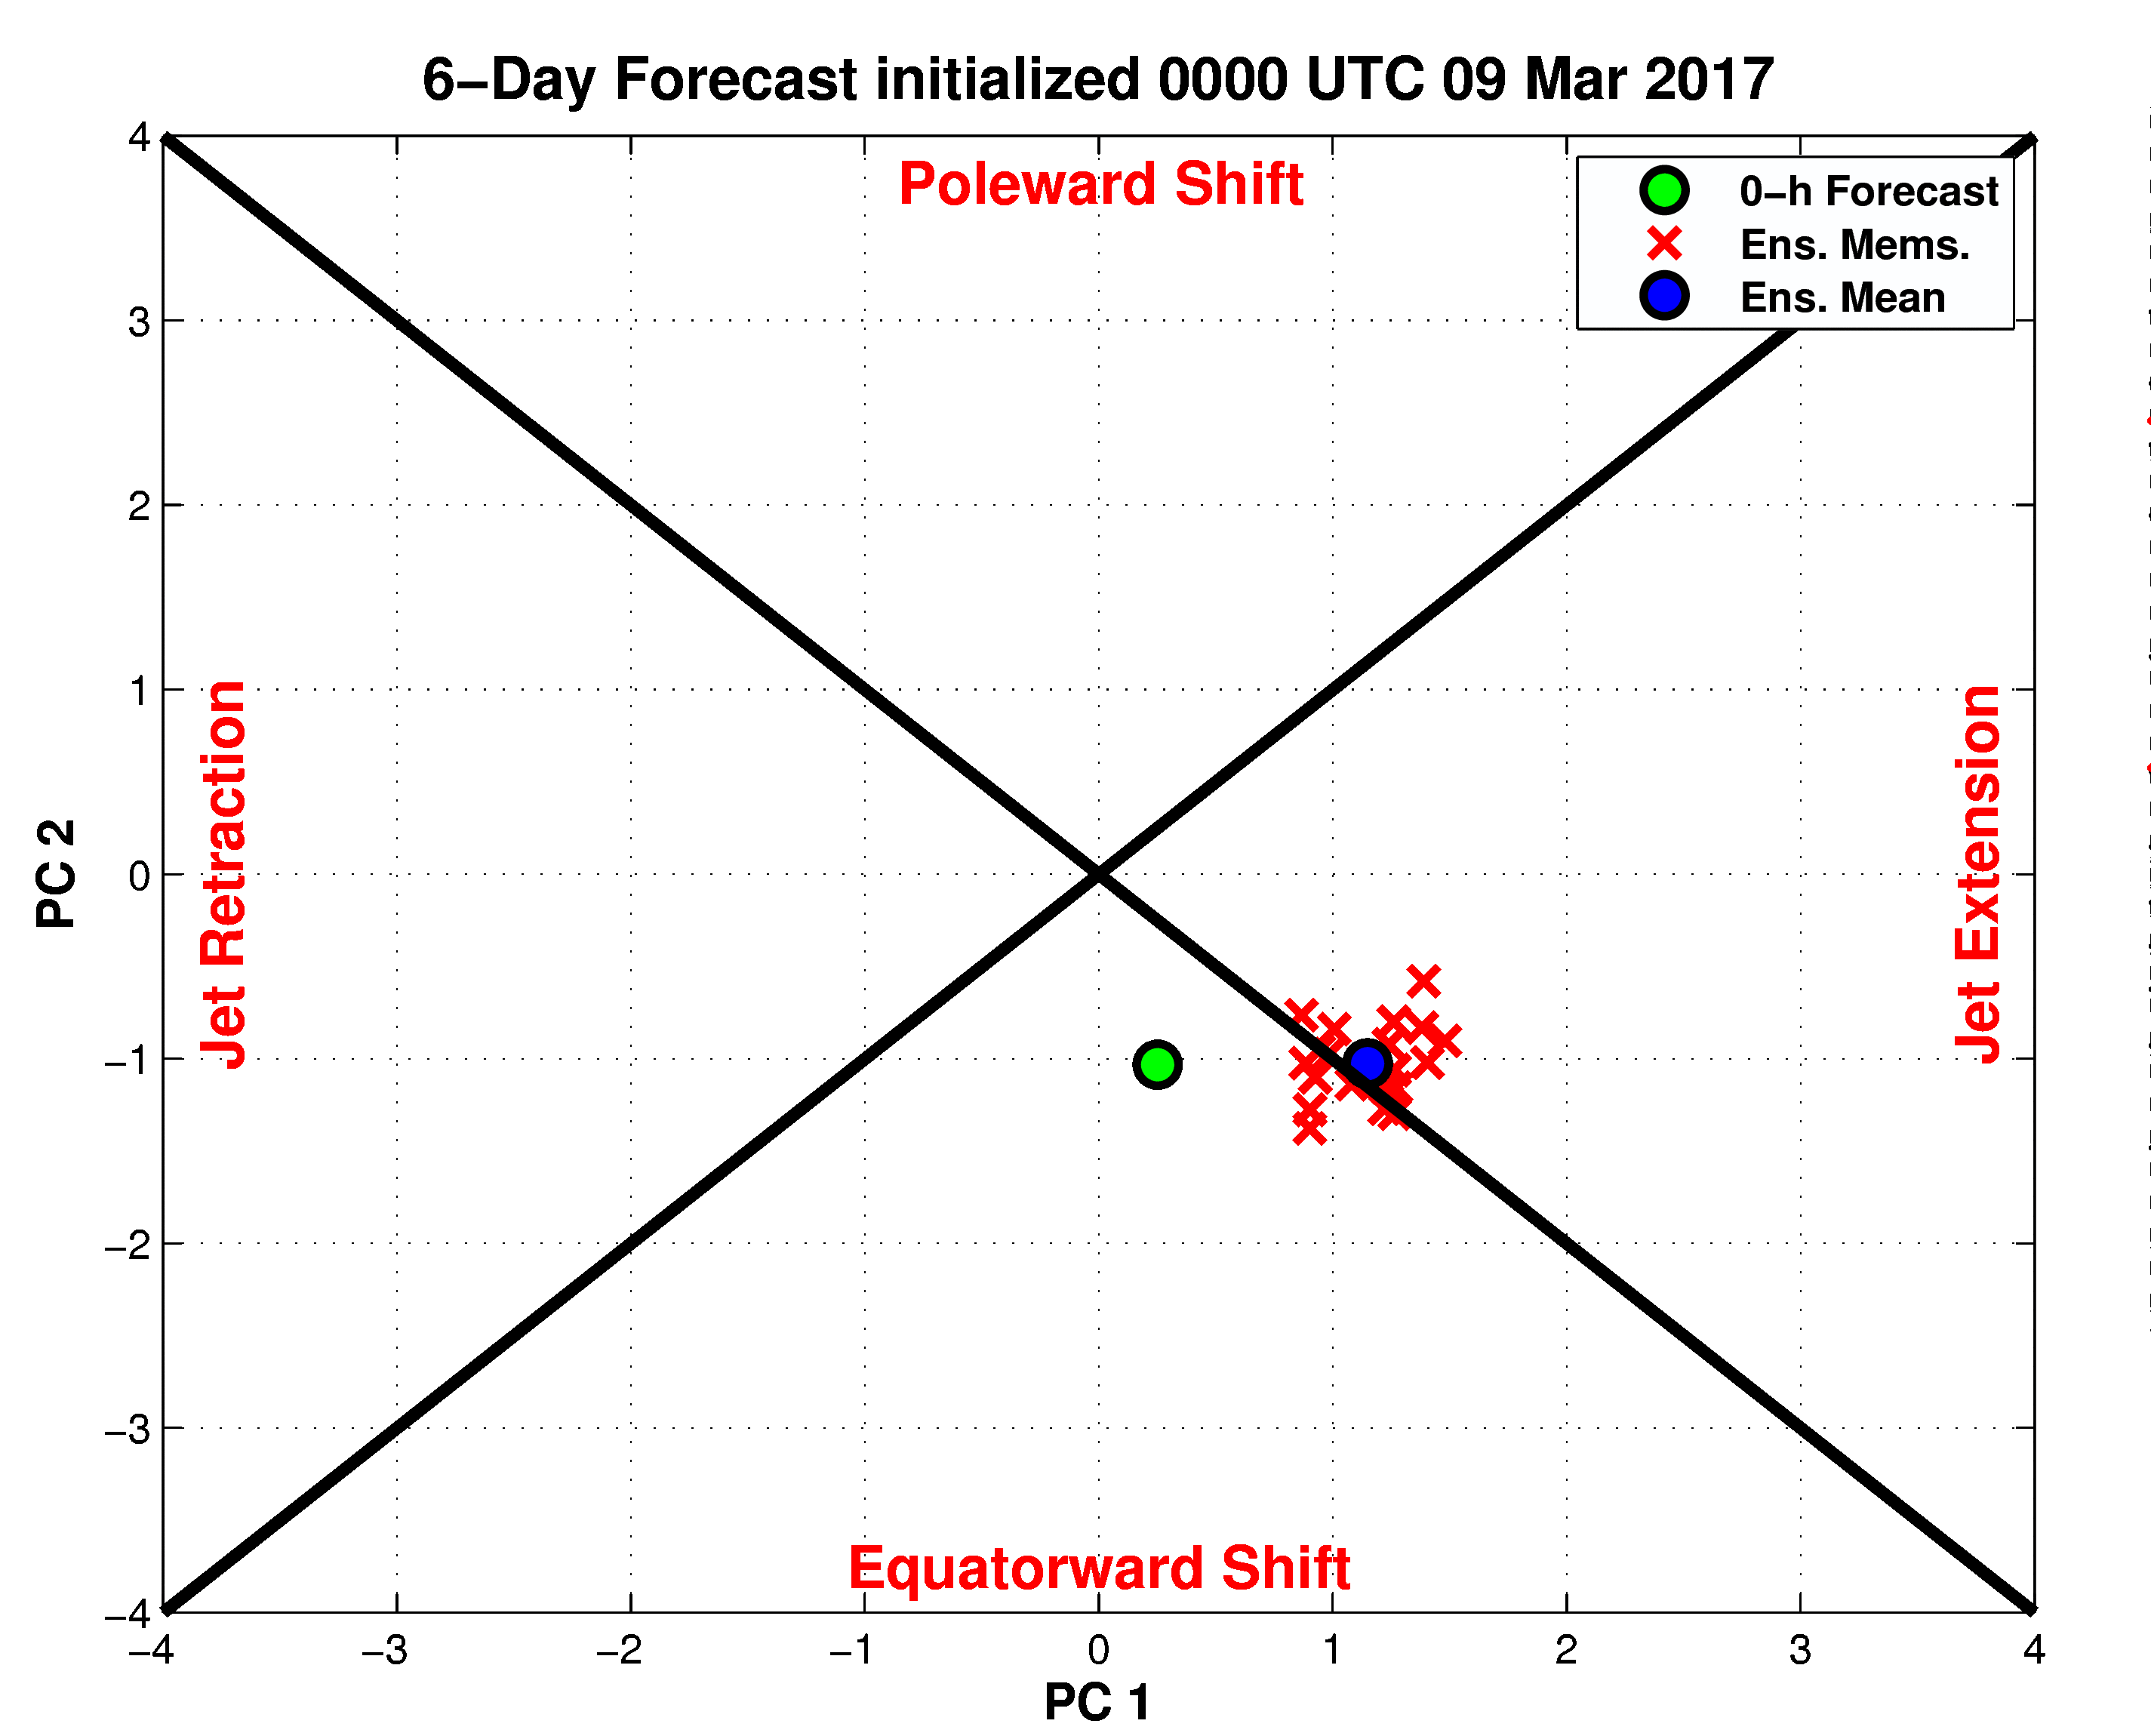 6−Day Forecast initialized 0000 UTC 09 Mar 2017
Poleward Shift
0−h Forecast
Ens. Mems.
Ens. Mean
4
3
2
1
0
−1
−2
−3
−4
PC 2
Jet Retraction
Jet Extension
Equatorward Shift
−4 −3 −2 −1 0 1 2 3 4
PC 1